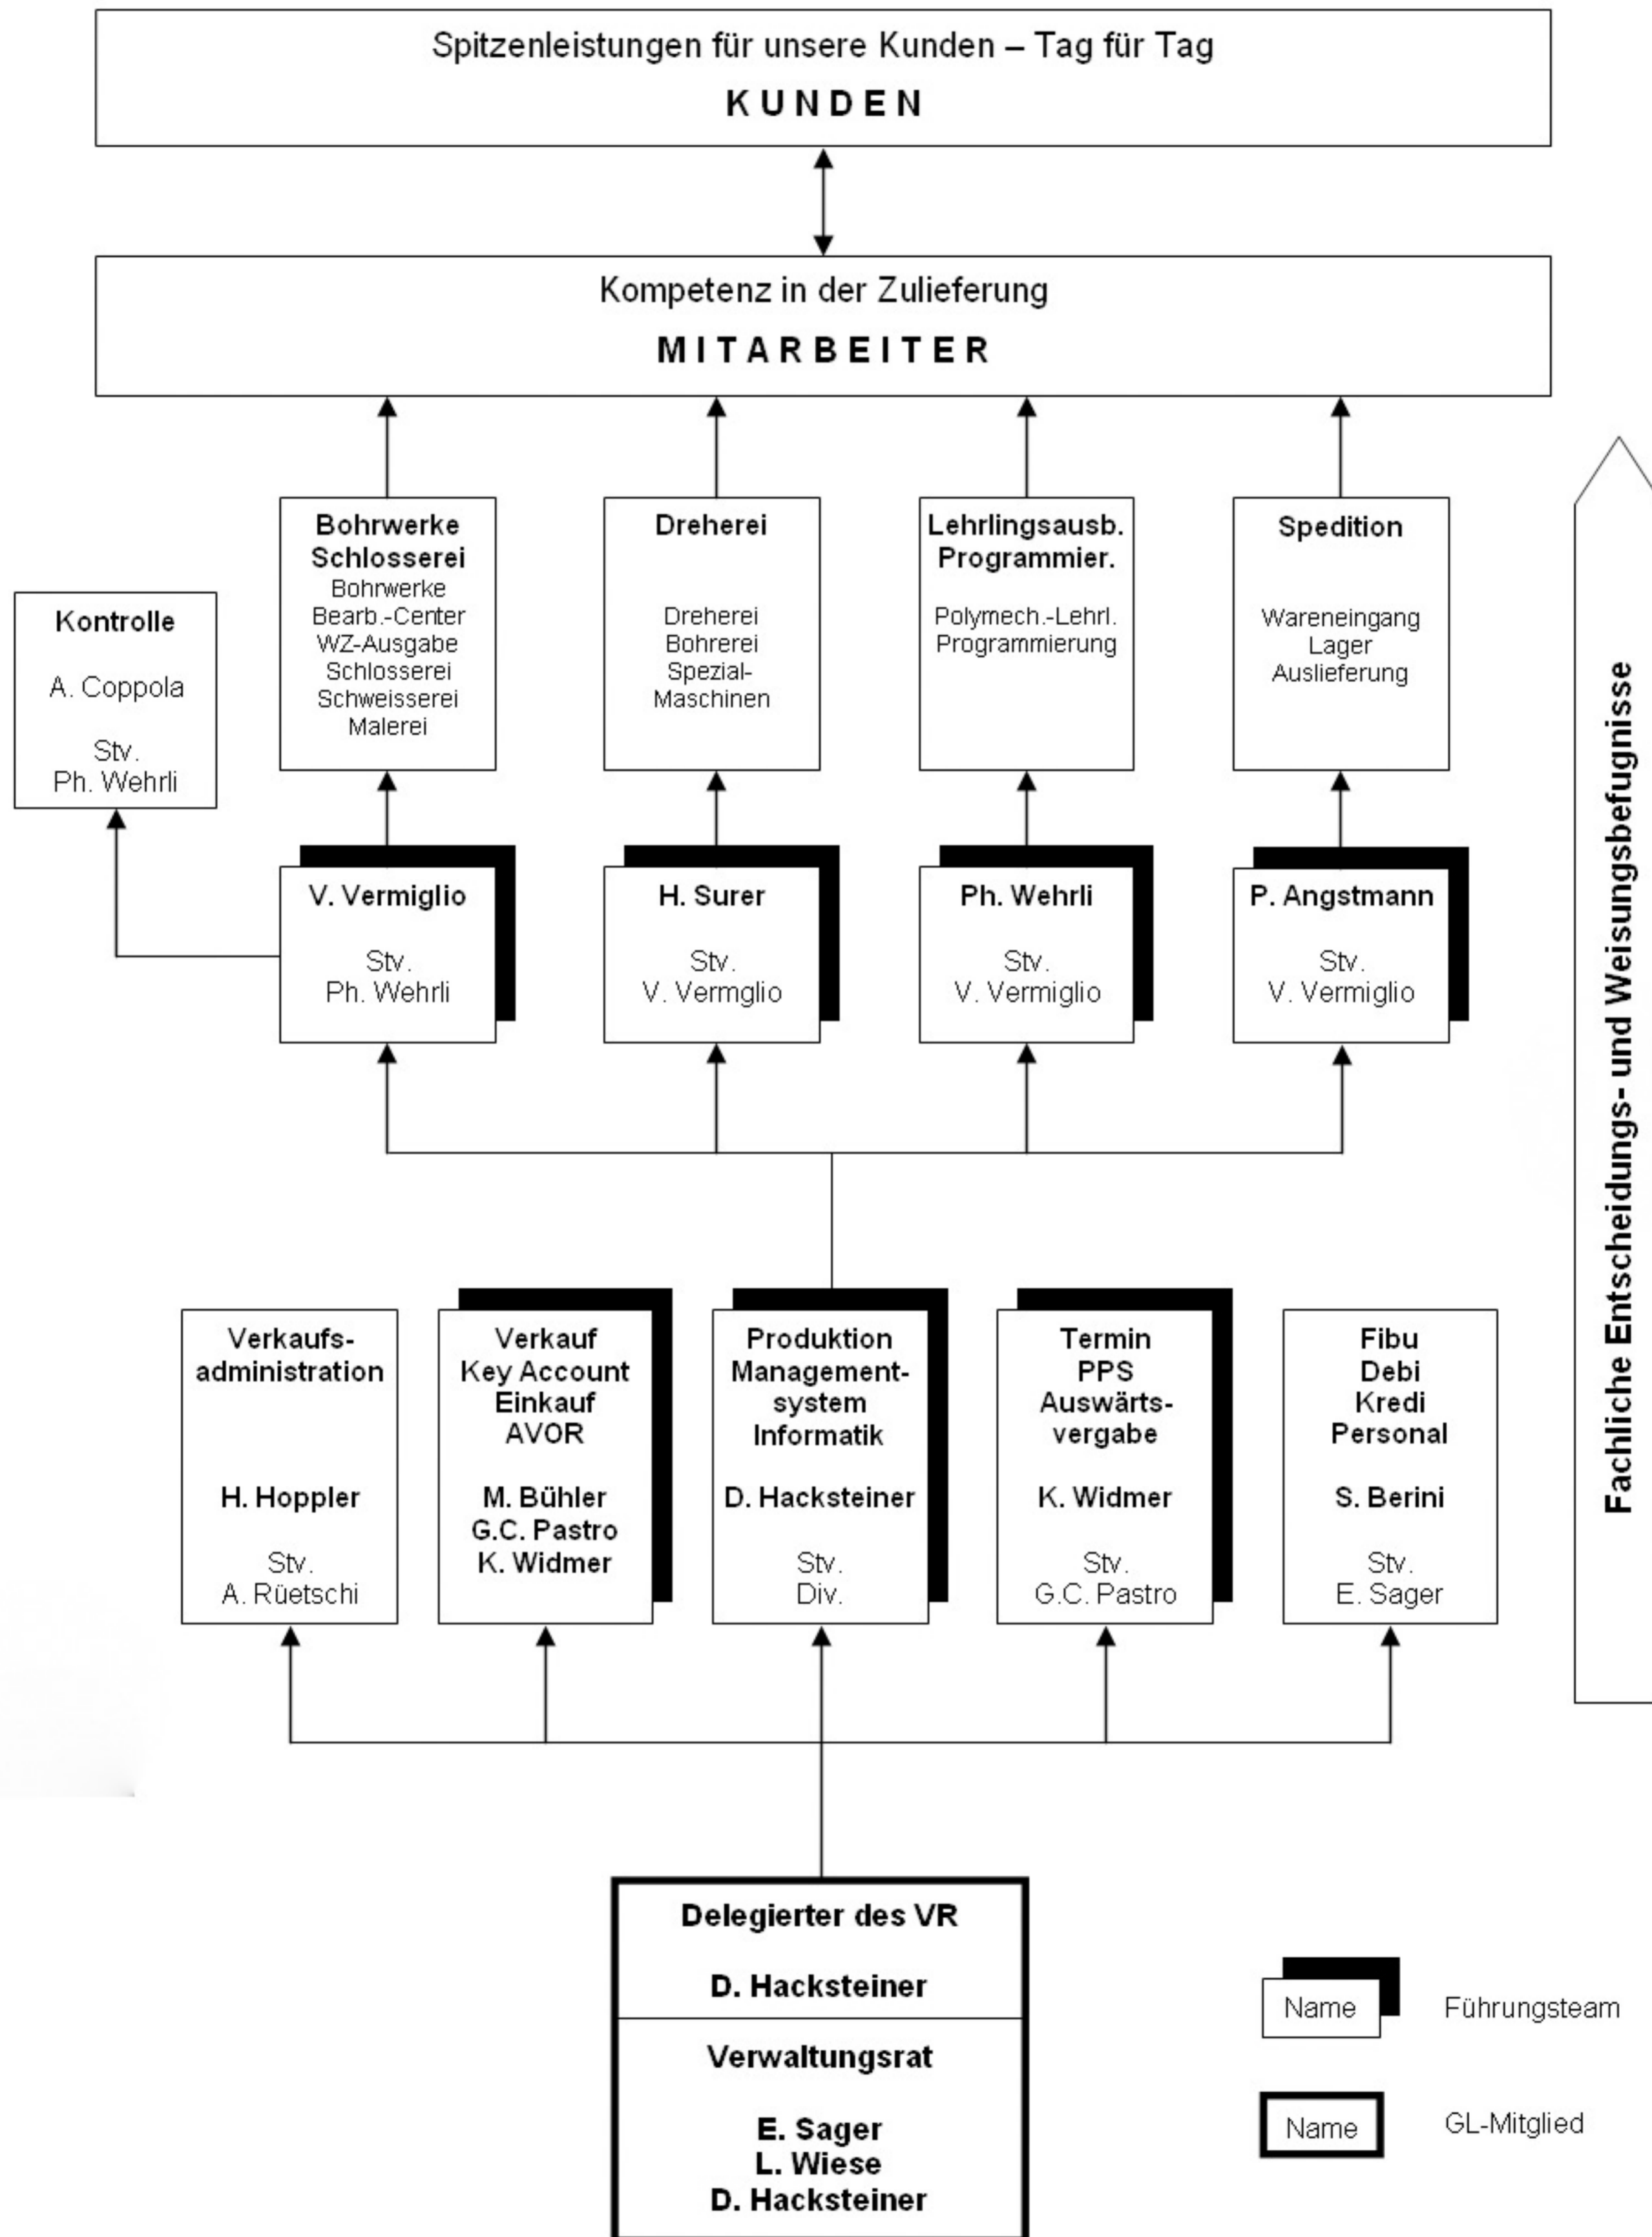 Spitzenleistungen für unsere Kunden – Tag für Tag
KUNDEN
Kompetenz in der Zulieferung
MITARBEITER
Kontrolle
A. Coppola
Stv.
Ph. Wehrli
Bohrwerke
Schlosserei
Bohrwerke
Bearb.-Center
WZ-Ausgabe
Schlosserei
Schweisserei
Malerei
Dreherei
Dreherei
Bohrerei
Spezial-
Maschinen
Lehrlingsausb.
Programmier.
Polymech.-Lehrl.
Programmierung
Spedition
Wareneingang
Lager
Auslieferung
V. Vermiglio
Stv.
Ph. Wehrli
H. Surer
Stv.
V. Vermglio
Ph. Wehrli
Stv.
V. Vermiglio
P. Angstmann
Stv.
V. Vermiglio
Fachliche Entscheidungs- und Weisungsbefugnisse
Verkaufs-
administration
H. Hoppler
Stv.
A. Rüetschi
Verkauf
Key Account
Einkauf
AVOR
M. Bühler
G.C. Pastro
K. Widmer
Produktion
Management-
system
Informatik
D. Hacksteiner
Stv.
Div.
Termin
PPS
Auswärts-
vergabe
K. Widmer
Stv.
G.C. Pastro
Fibu
Debi
Kredi
Personal
S. Berini
Stv.
E. Sager
Delegierter des VR
D. Hacksteiner
Verwaltungsrat
E. Sager
L. Wiese
D. Hacksteiner
Name
Führungsteam
Name
GL-Mitglied